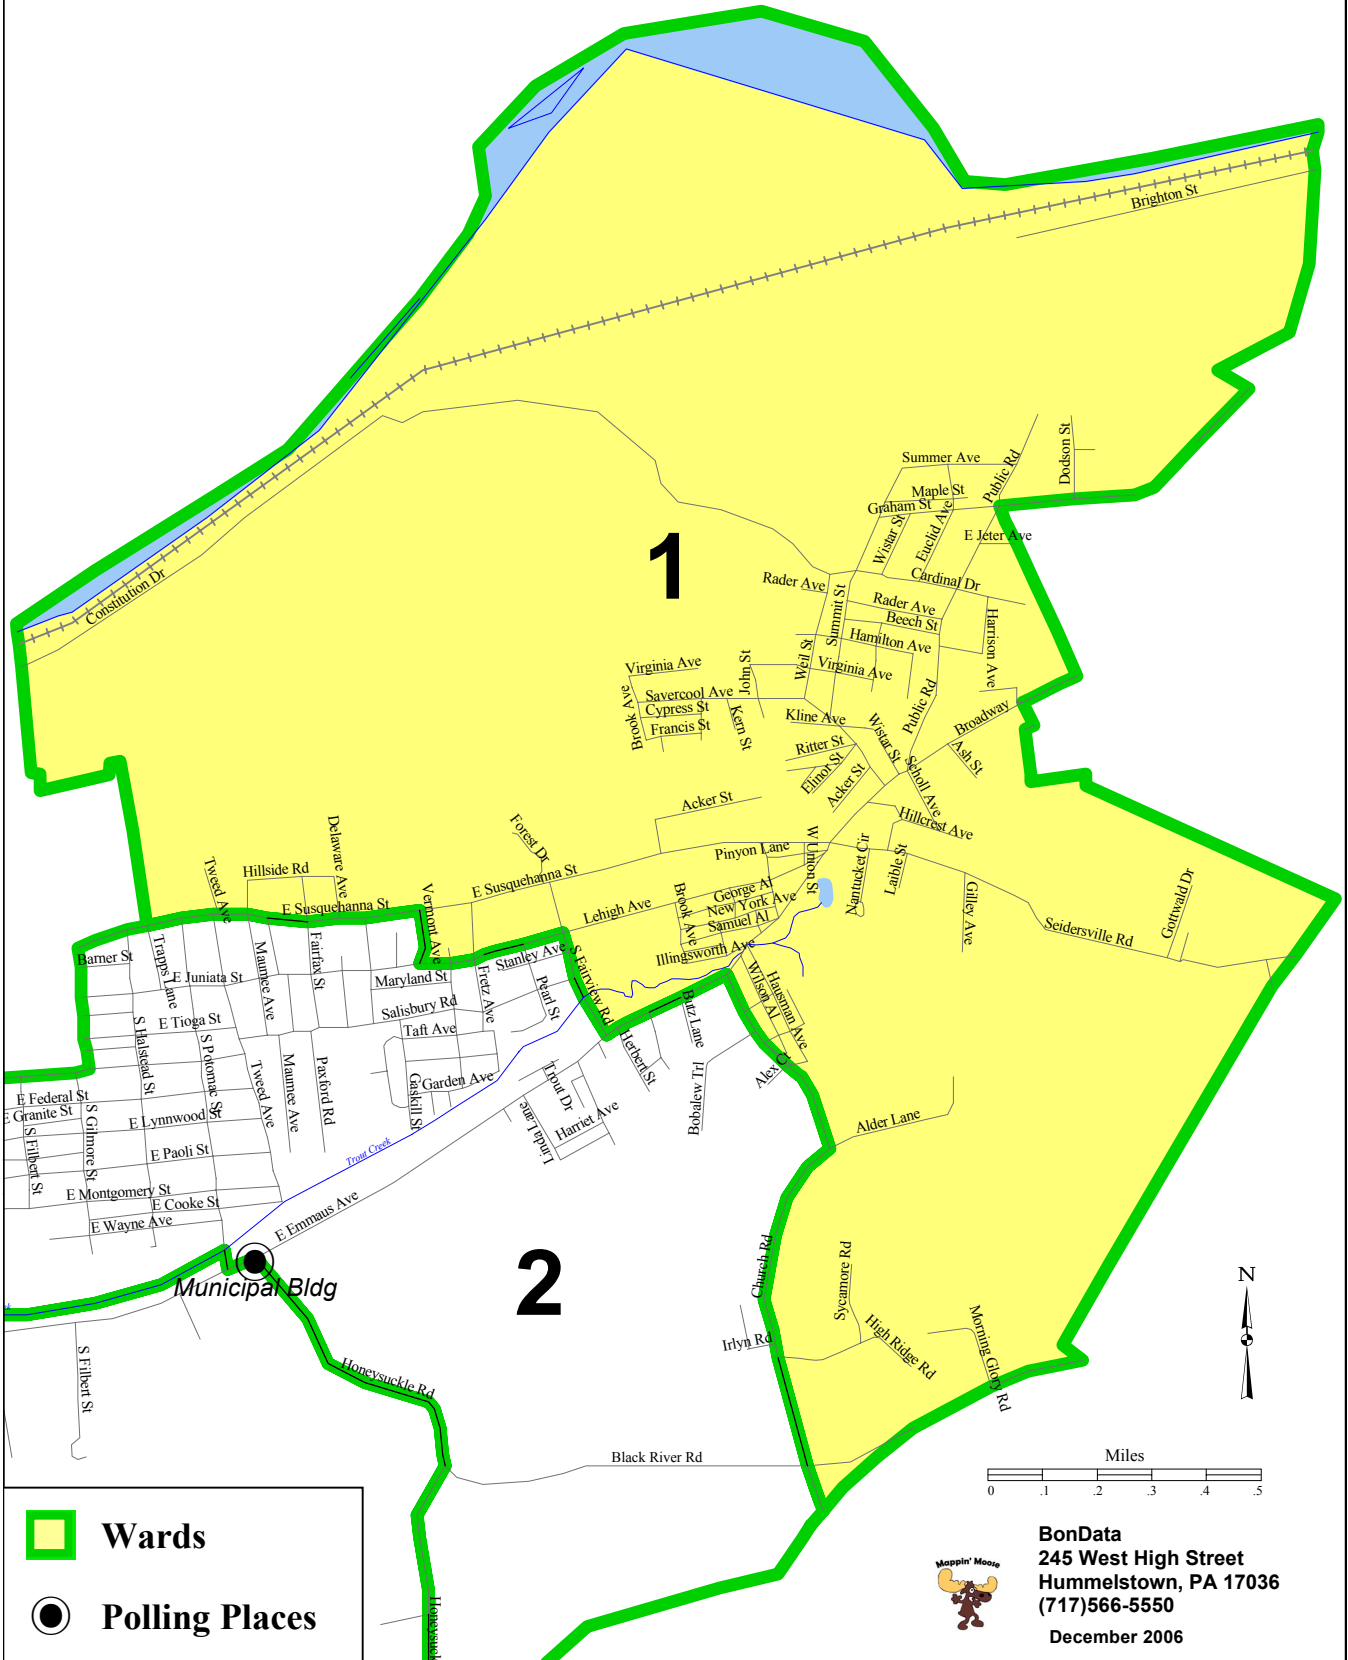 Brighton St
Constitution Dr
Summer Ave
Public Rd
Dodson St
Maple St
Graham St
Wistar St
Euclid Ave
E Jeter Ave
1
Rader Ave
Cardinal Dr
Summit St
Rader Ave
Beech St
Harrison Ave
Hamilton Ave
Weil St
John St
Virginia Ave
Virginia Ave
Savercool Ave
Brook Ave
Cypress St
Francis St
Kern St
Kline Ave
Public Rd
Broadway
Wistar St
Ritter St
Elinor St
Acker St
Scholl Ave
Ash St
Acker St
Hillcrest Ave
Forest Dr
Delaware Ave
Hillside Rd
Tweed Ave
Vermont Ave
E Susquehanna St
E Susquehanna St
Pinyon Lane
W Union St
Nantucket Cir
Laible St
Gilley Ave
Gottwald Dr
Seidersville Rd
George Al
New York Ave
Samuel Al
Lehigh Ave
Brook Ave
Illingsworth Ave
Barner St
Trapps Lane
Maumee Ave
Fairfax St
Stanley Ave
S Fairview Rd
E Juniata St
Maryland St
Fretz Ave
Pearl St
Salisbury Rd
Wilson Al
Hausman Ave
Butz Lane
E Tioga St
Taft Ave
S Halstead St
S Potomac St
Tweed Ave
Maumee Ave
Paxford Rd
Gaskill St
Garden Ave
Herbert St
Trout Dr
Alex Ct
Bobalew Trl
E Federal St
E Granite St
S Gilmore St
E Lynnwood St
Linda Lane
Harriet Ave
Alder Lane
S Filbert St
E Paoli St
Trout Creek
E Montgomery St
E Cooke St
E Wayne Ave
E Emmaus Ave
Municipal Bldg
2
Church Rd
Sycamore Rd
Irlyn Rd
High Ridge Rd
Morning Glory Rd
N
S Filbert St
Honeysuckle Rd
Black River Rd
Miles
0 .1 .2 .3 .4 .5
Wards
Polling Places
Honeysuck
Mappin' Moose
BonData
245 West High Street
Hummelstown, PA 17036
(717)566-5550
December 2006